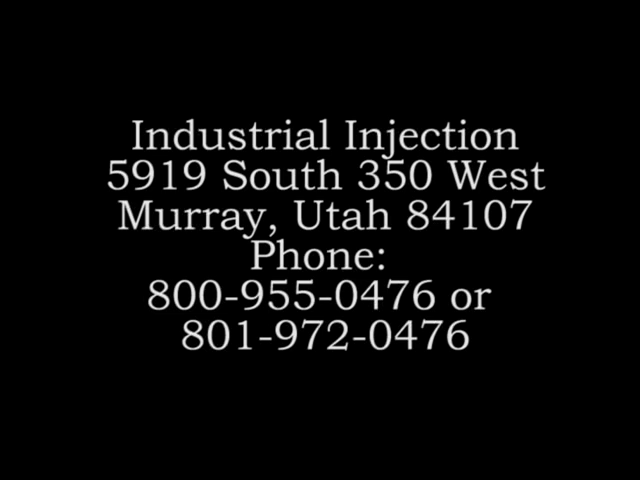 Industrial Injection
5919 South 350 West
Murray, Utah 84107
Phone:
800-955-0476 or
801-972-0476